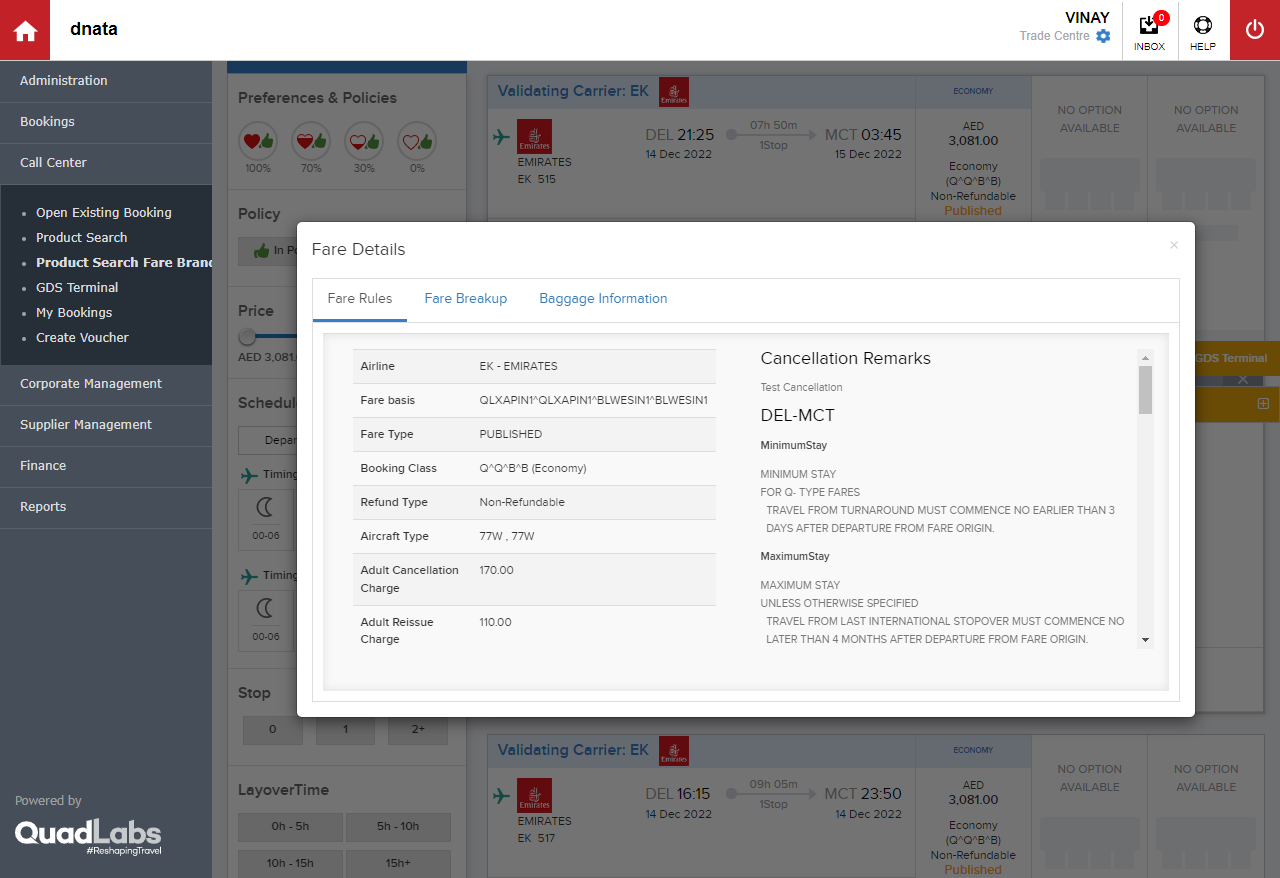 dnata
VINAY
Trade Centre
0
INBOX
HELP
Administration
Bookings
Call Center
Open Existing Booking
Product Search
Product Search Fare Bran
GDS Terminal
My Bookings
Create Voucher
Corporate Management
Supplier Management
Finance
Reports
Powered by
QuadLabs
#ReshapingTravel
Preferences & Policies
100% 70% 30% 0%
Policy
In Po
Price
AED 3,081.
Schedul
Depar
Timing
00-06
Timing
00-06
Stop
0 1 2+
LayoverTime
0h - 5h 5h - 10h
10h - 15h 15h+
Validating Carrier: EK
Emirates
ECONOMY
Emirates
EMIRATES
EK 515
DEL 21:25
14 Dec 2022
07h 50m
1Stop
MCT 03:45
15 Dec 2022
AED
3,081.00
Economy
(Q^Q^B^B)
Non-Refundable
Published
NO OPTION
AVAILABLE
NO OPTION
AVAILABLE
GDS Terminal
Fare Details
×
Fare Rules Fare Breakup Baggage Information
Airline EK - EMIRATES
Fare basis QLXAPIN1^QLXAPIN1^BLWESIN1^BLWESIN1
Fare Type PUBLISHED
Booking Class Q^Q^B^B (Economy)
Refund Type Non-Refundable
Aircraft Type 77W , 77W
Adult Cancellation Charge 170.00
Adult Reissue Charge 110.00
Cancellation Remarks
Test Cancellation
DEL-MCT
MinimumStay
MINIMUM STAY
FOR Q- TYPE FARES
TRAVEL FROM TURNAROUND MUST COMMENCE NO EARLIER THAN 3
DAYS AFTER DEPARTURE FROM FARE ORIGIN.
MaximumStay
MAXIMUM STAY
UNLESS OTHERWISE SPECIFIED
TRAVEL FROM LAST INTERNATIONAL STOPOVER MUST COMMENCE NO
LATER THAN 4 MONTHS AFTER DEPARTURE FROM FARE ORIGIN.
Validating Carrier: EK
Emirates
ECONOMY
Emirates
EMIRATES
EK 517
DEL 16:15
14 Dec 2022
09h 05m
1Stop
MCT 23:50
14 Dec 2022
AED
3,081.00
Economy
(Q^Q^B^B)
Non-Refundable
Published
NO OPTION
AVAILABLE
NO OPTION
AVAILABLE